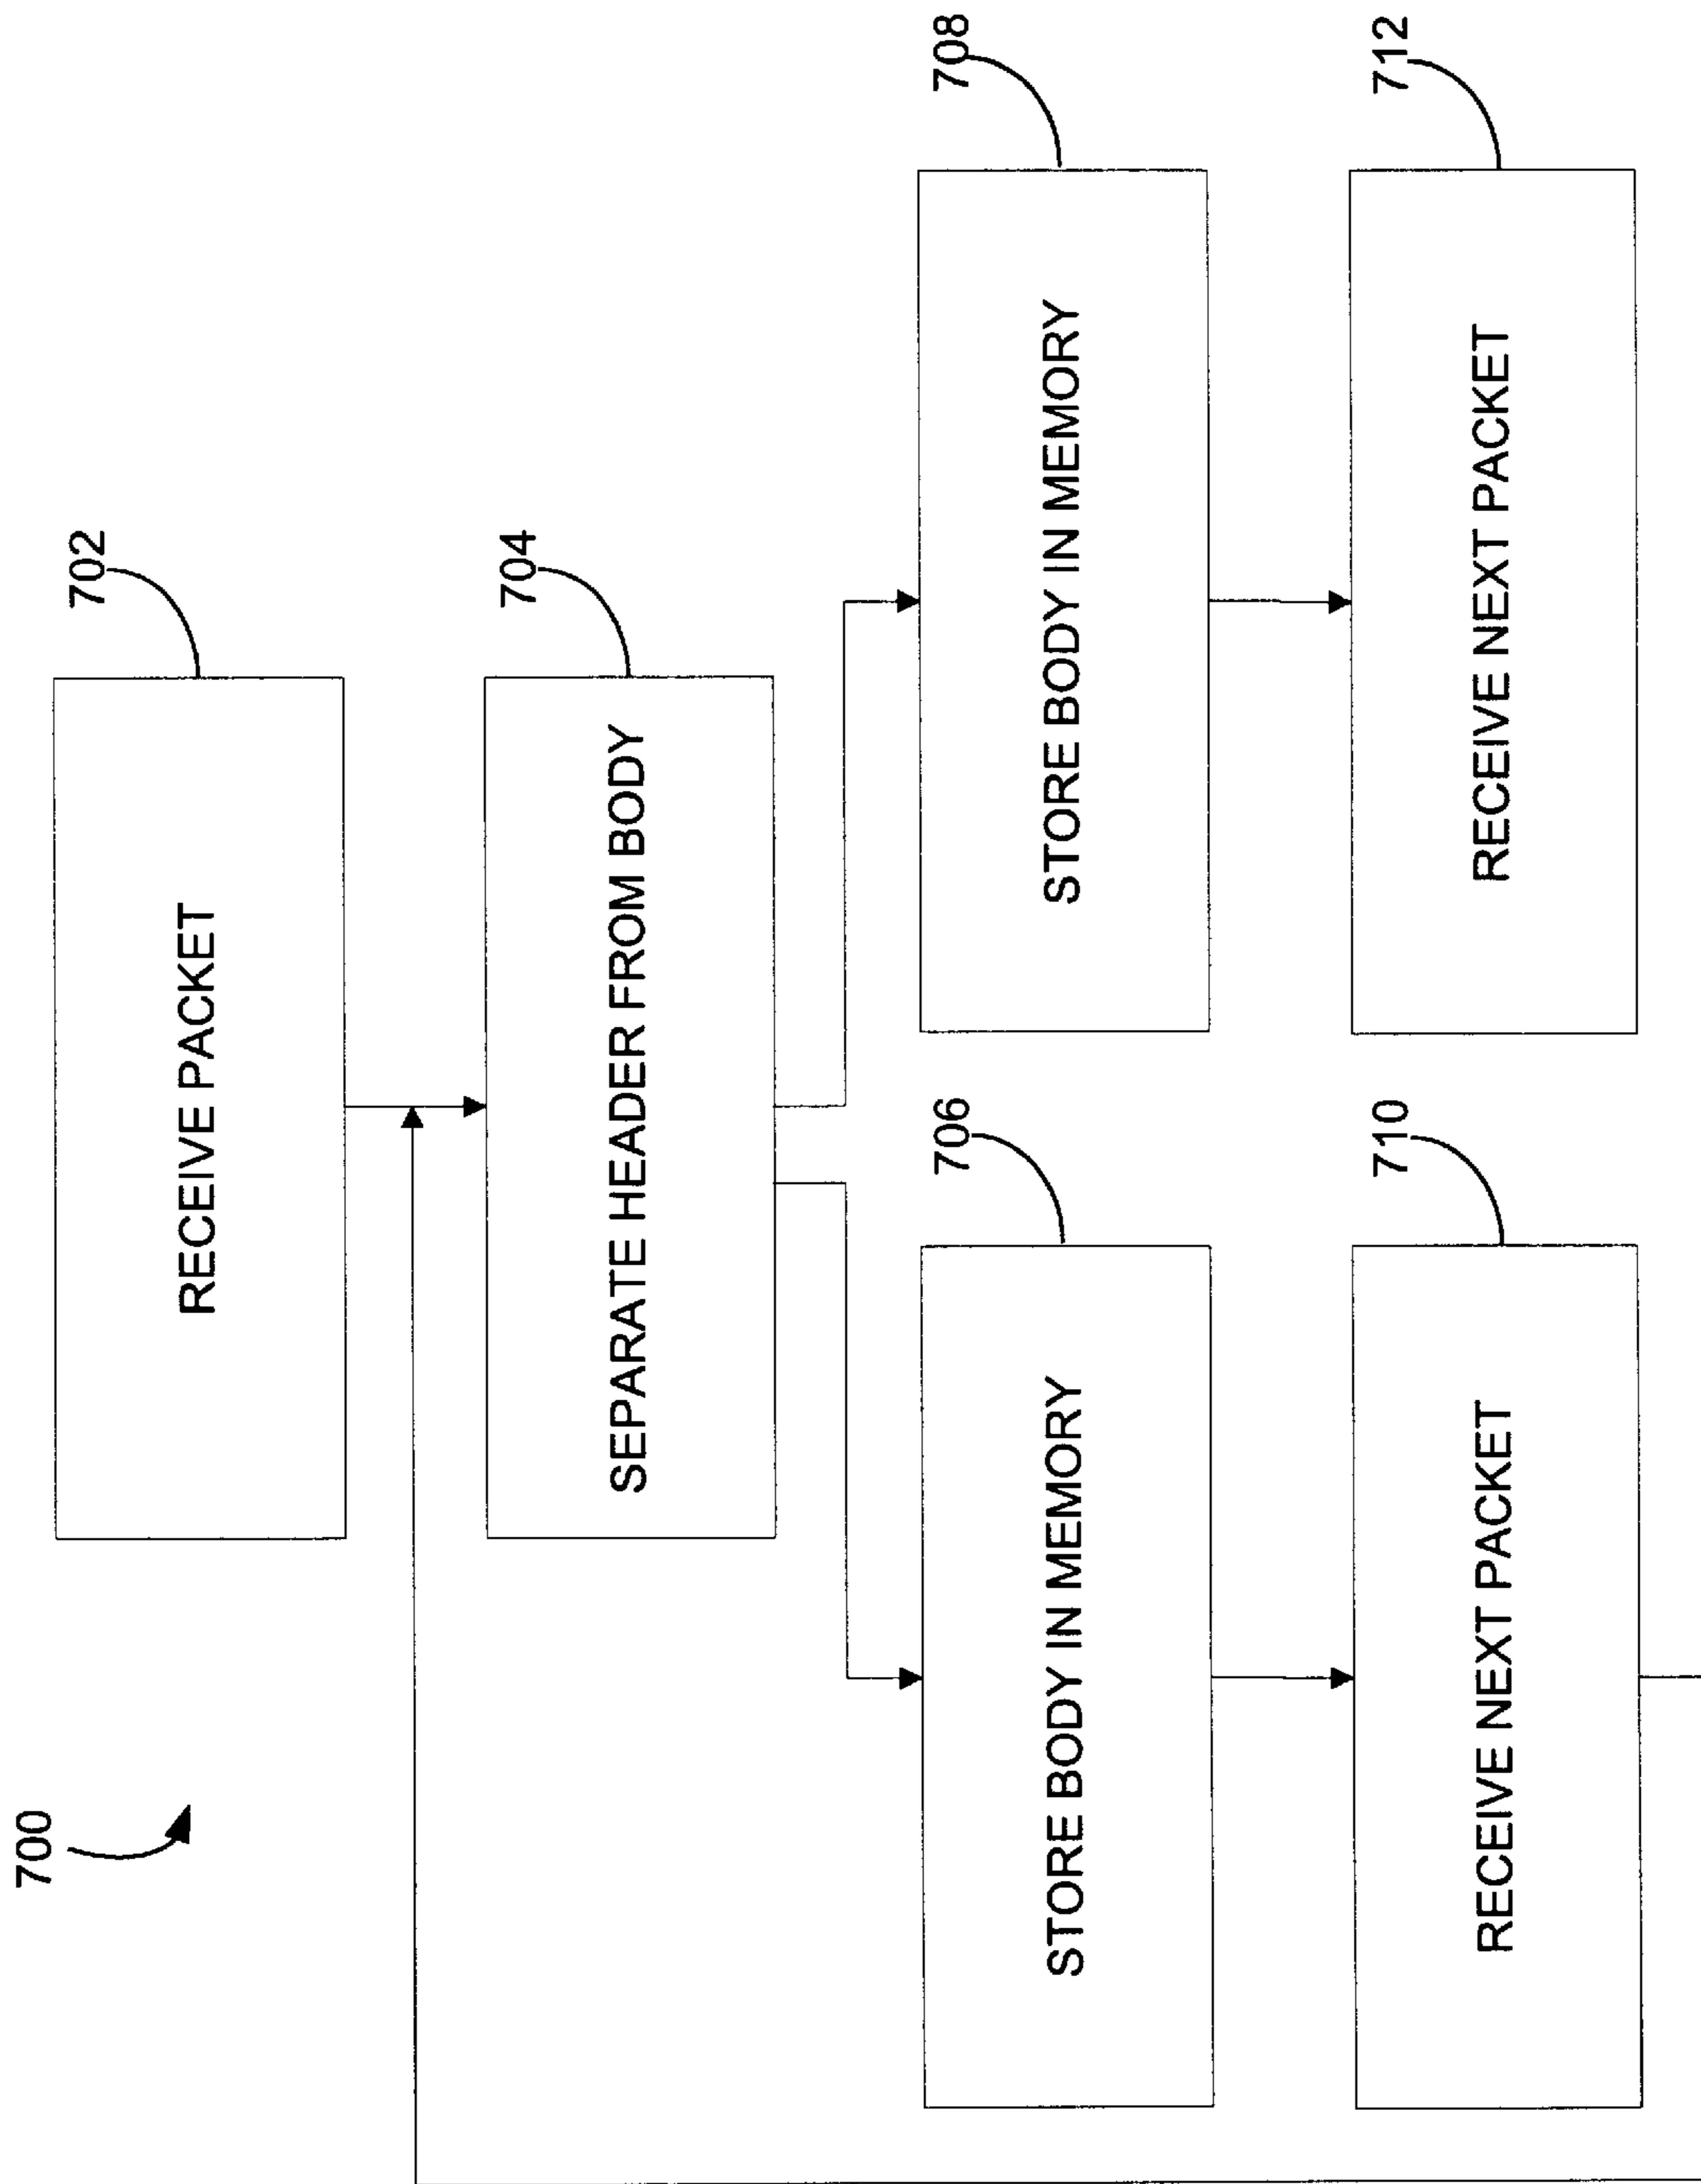 700
702
RECEIVE PACKET
704
SEPARATE HEADER FROM BODY
706
STORE BODY IN MEMORY
708
STORE BODY IN MEMORY
710
RECEIVE NEXT PACKET
712
RECEIVE NEXT PACKET